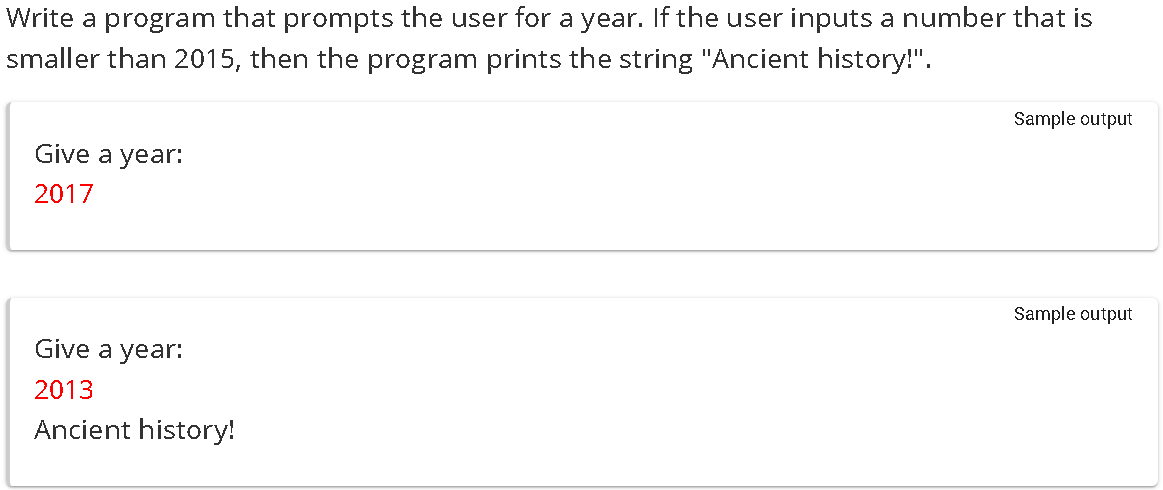 Write a program that prompts the user for a year. If the user inputs a number that is
smaller than 2015, then the program prints the string "Ancient history!".
Sample output
Give a year:
2017
Sample output
Give a year:
2013
Ancient history!